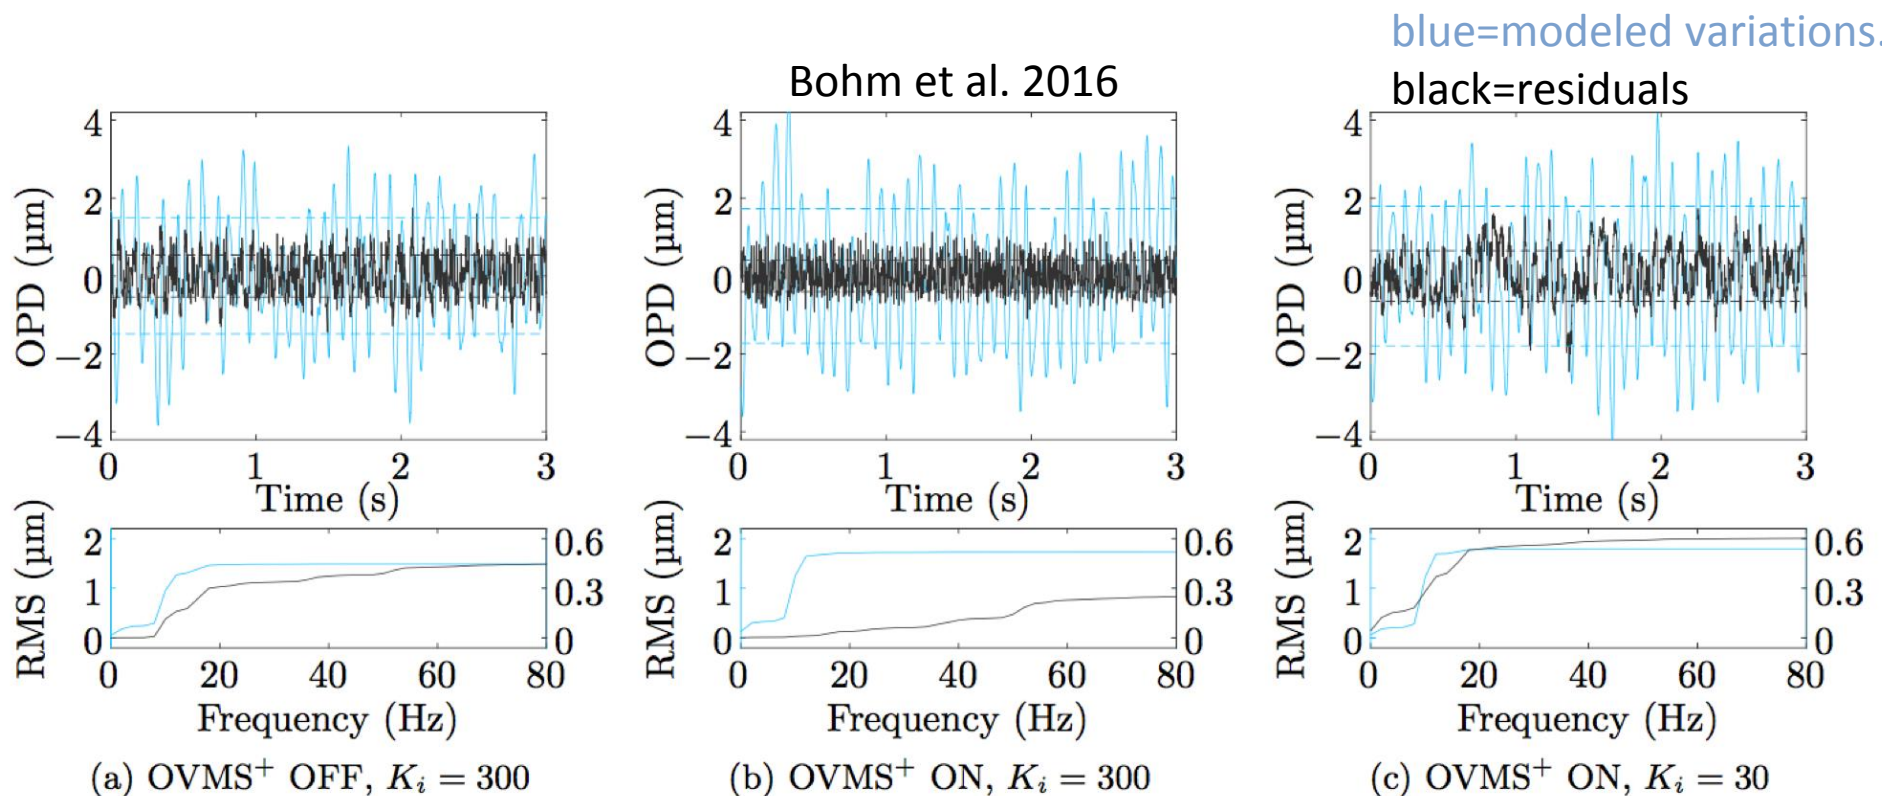 blue=modeled variations.
Bohm et al. 2016
black=residuals
4
2
0
−2
−4
OPD (μm)
0 1 2 3
Time (s)
4
2
0
−2
−4
OPD (μm)
0 1 2 3
Time (s)
4
2
0
−2
−4
OPD (μm)
0 1 2 3
Time (s)
2
1
0
RMS (μm)
0.6
0.3
0
0 20 40 60 80
Frequency (Hz)
2
1
0
RMS (μm)
0.6
0.3
0
0 20 40 60 80
Frequency (Hz)
2
1
0
RMS (μm)
0.6
0.3
0
0 20 40 60 80
Frequency (Hz)
(a) OVMS⁺ OFF, Kᵢ = 300
(b) OVMS⁺ ON, Kᵢ = 300
(c) OVMS⁺ ON, Kᵢ = 30